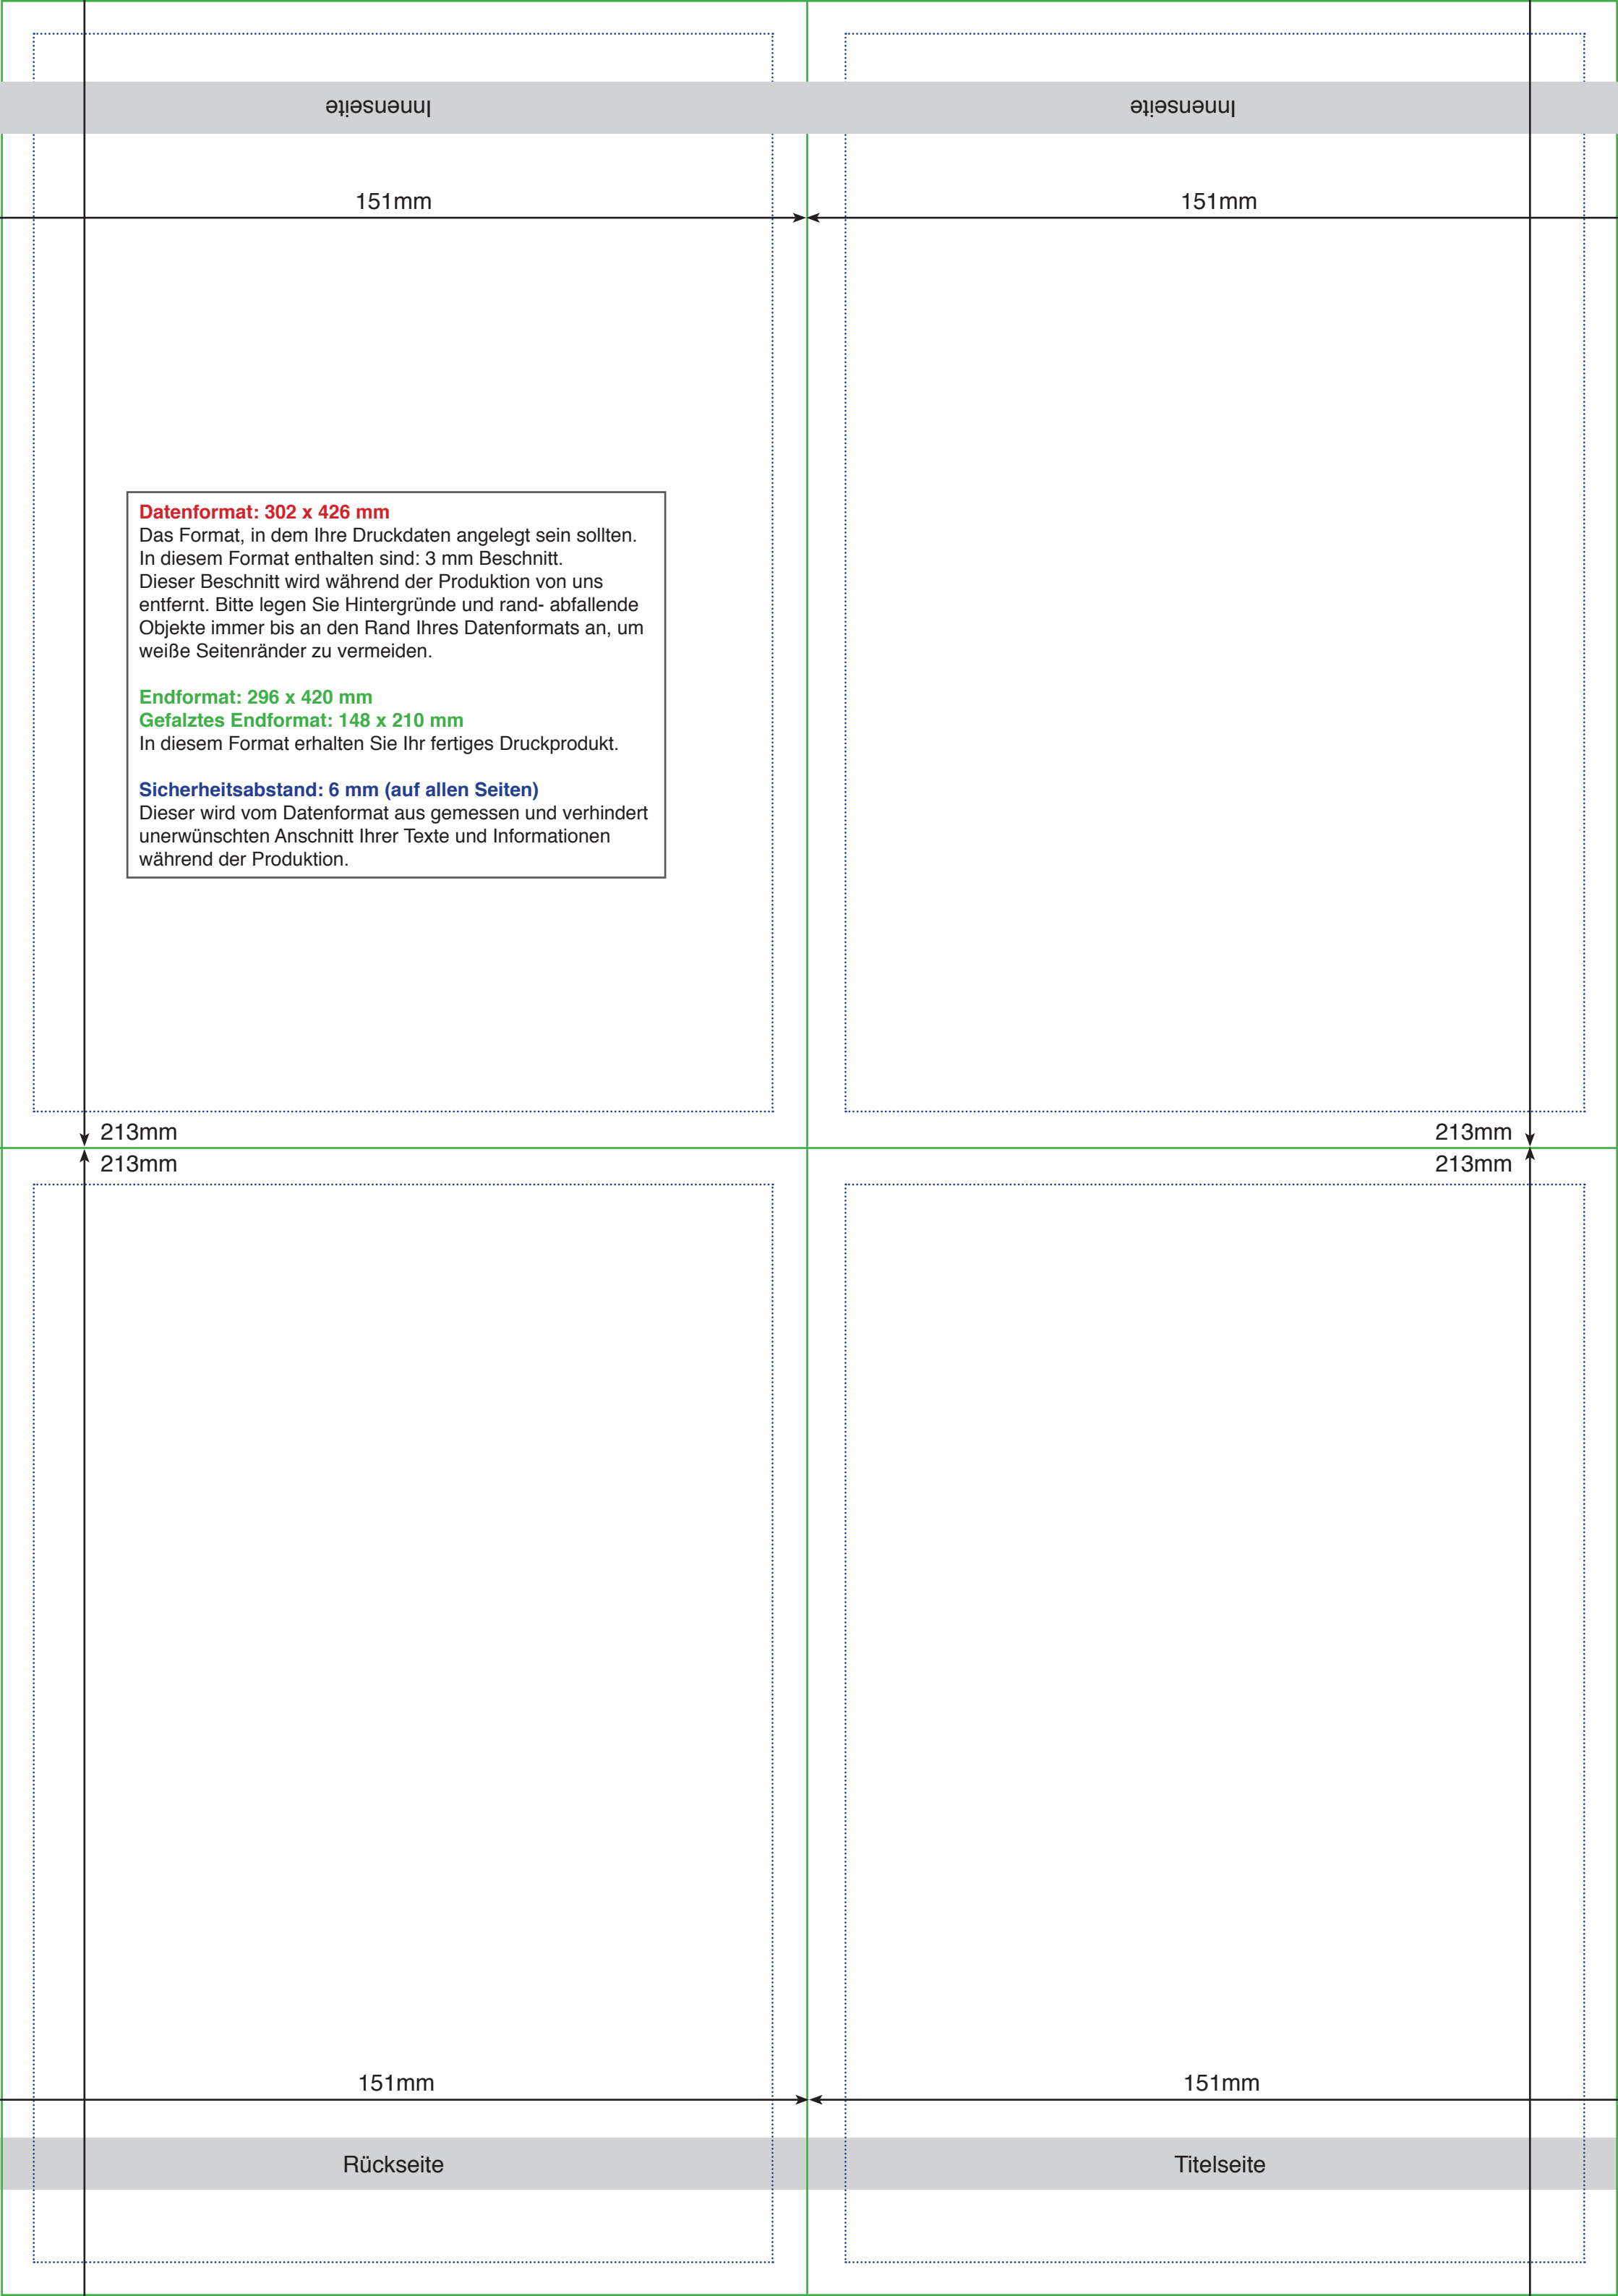 Innenseite
Innenseite
151mm
151mm
Datenformat: 302 x 426 mm
Das Format, in dem Ihre Druckdaten angelegt sein sollten.
In diesem Format enthalten sind: 3 mm Beschnitt.
Dieser Beschnitt wird während der Produktion von uns
entfernt. Bitte legen Sie Hintergründe und rand- abfallende
Objekte immer bis an den Rand Ihres Datenformats an, um
weiße Seitenränder zu vermeiden.
Endformat: 296 x 420 mm
Gefalztes Endformat: 148 x 210 mm
In diesem Format erhalten Sie Ihr fertiges Druckprodukt.
Sicherheitsabstand: 6 mm (auf allen Seiten)
Dieser wird vom Datenformat aus gemessen und verhindert
unerwünschten Anschnitt Ihrer Texte und Informationen
während der Produktion.
213mm
213mm
213mm
213mm
151mm
151mm
Rückseite
Titelseite